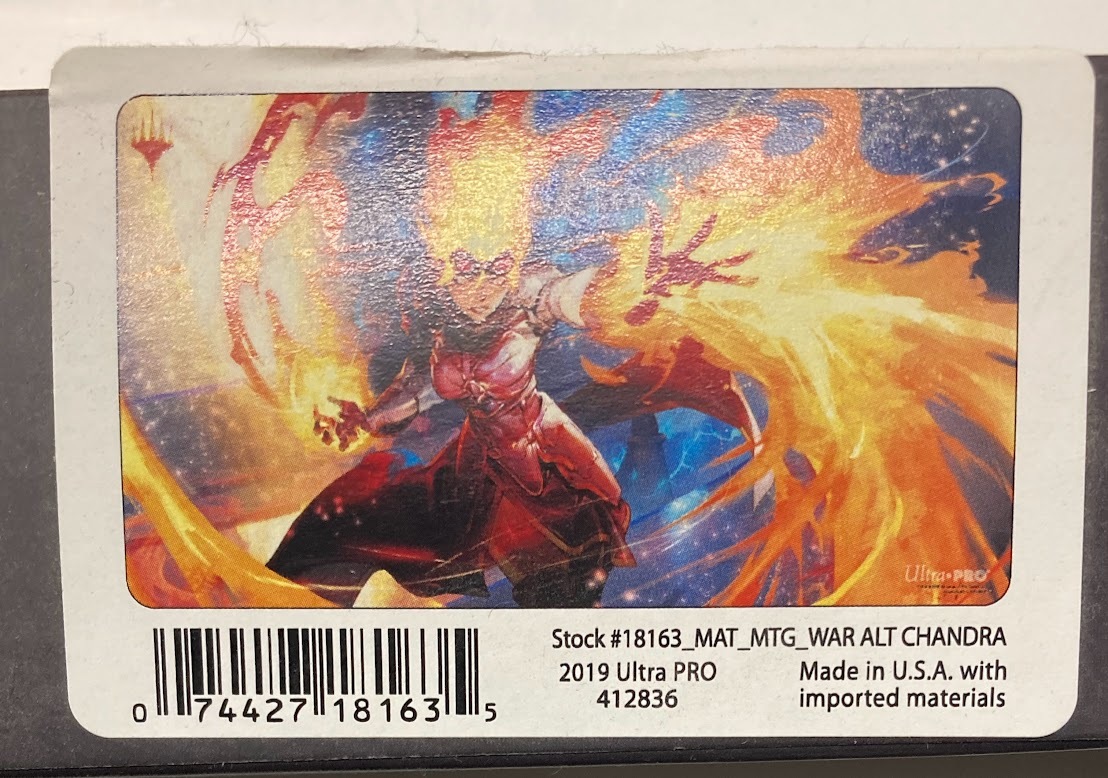 Ultra•PRO
Stock #18163_MAT_MTG_WAR ALT CHANDRA
2019 Ultra PRO
412836
Made in U.S.A. with
imported materials
0 74427 18163 5